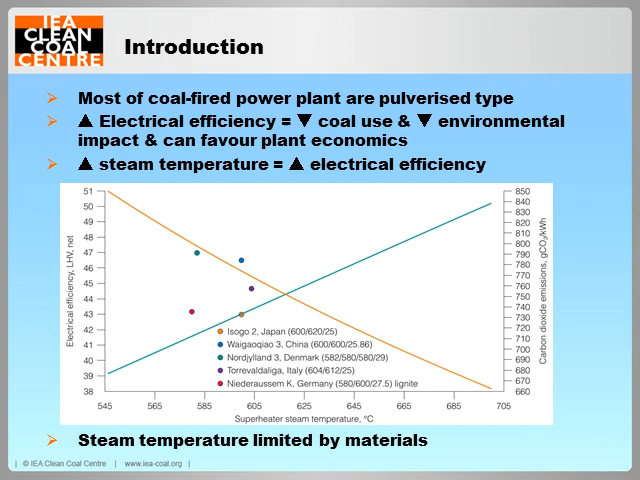 IEA
CLEAN
COAL
CENTRE
Introduction
➢ Most of coal-fired power plant are pulverised type
➢ ▲ Electrical efficiency = ▼ coal use & ▼ environmental
impact & can favour plant economics
➢ ▲ steam temperature = ▲ electrical efficiency
Electrical efficiency, LHV, net
51
50
49
48
47
46
45
44
43
42
41
40
39
38
850
840
830
820
810
800
790
780
770
760
750
740
730
720
710
700
690
680
670
660
Carbon dioxide emissions, gCO₂/kWh
Isogo 2, Japan (600/620/25)
Waigaoqiao 3, China (600/600/25.86)
Nordjylland 3, Denmark (582/580/580/29)
Torrevaldaliga, Italy (604/612/25)
Niederaussem K, Germany (580/600/27.5) lignite
545 565 585 605 625 645 665 685 705
Superheater steam temperature, °C
➢ Steam temperature limited by materials
| © IEA Clean Coal Centre | www.iea-coal.org |